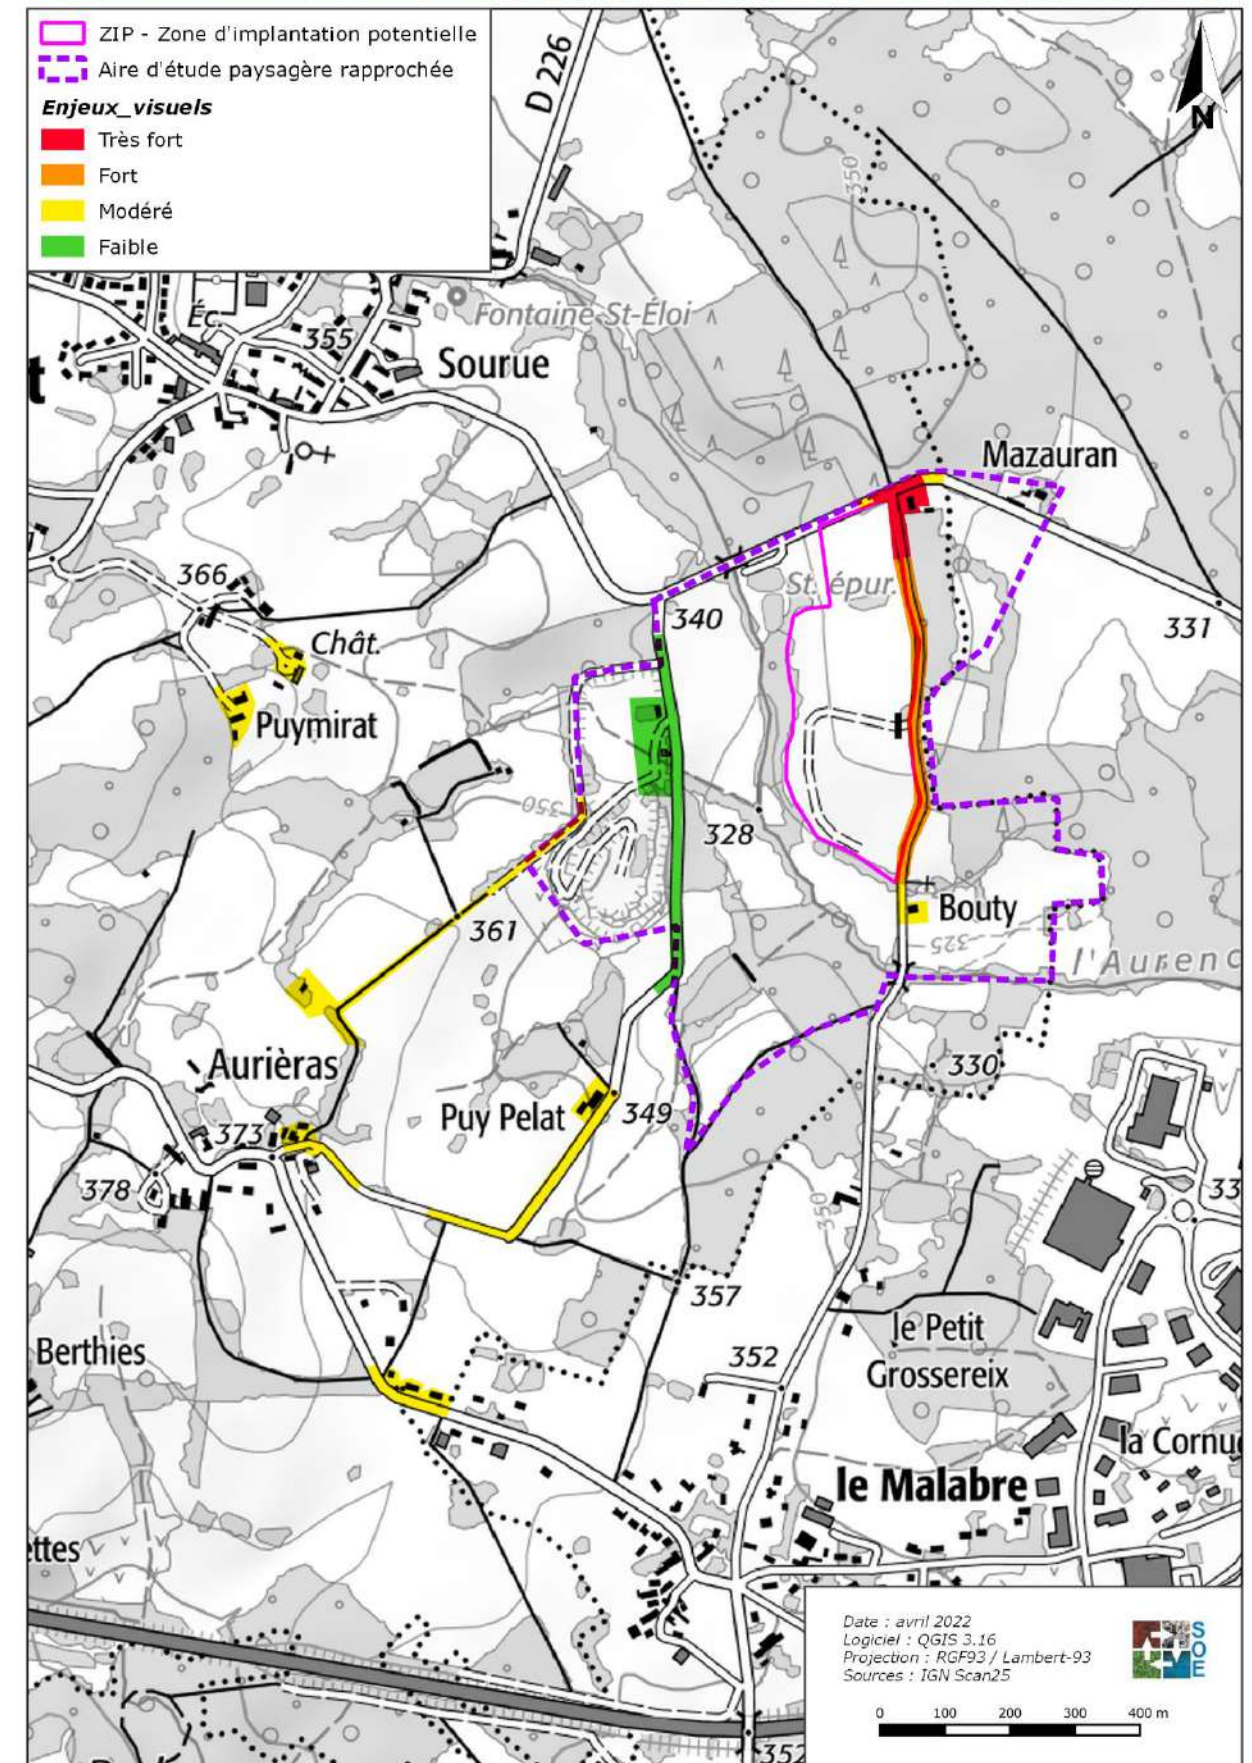 ZIP - Zone d'implantation potentielle
Aire d'étude paysagère rapprochée
Enjeux_visuels
Très fort
Fort
Modéré
Faible
D 226
N
350
Éc.
355
Fontaine-St-Éloi
Sourue
t
Mazauran
St. épur.
366
340
331
Chât.
Puymirat
350
328
361
Bouty
325
l'Aurenc
Aurièras
330
Puy Pelat
349
373
378
33
350
357
le Petit
Grossereix
352
Berthies
la Cornu
le Malabre
ettes
Date : avril 2022
Logiciel : QGIS 3.16
Projection : RGF93 / Lambert-93
Sources : IGN Scan25
SOE
0 100 200 300 400 m
352